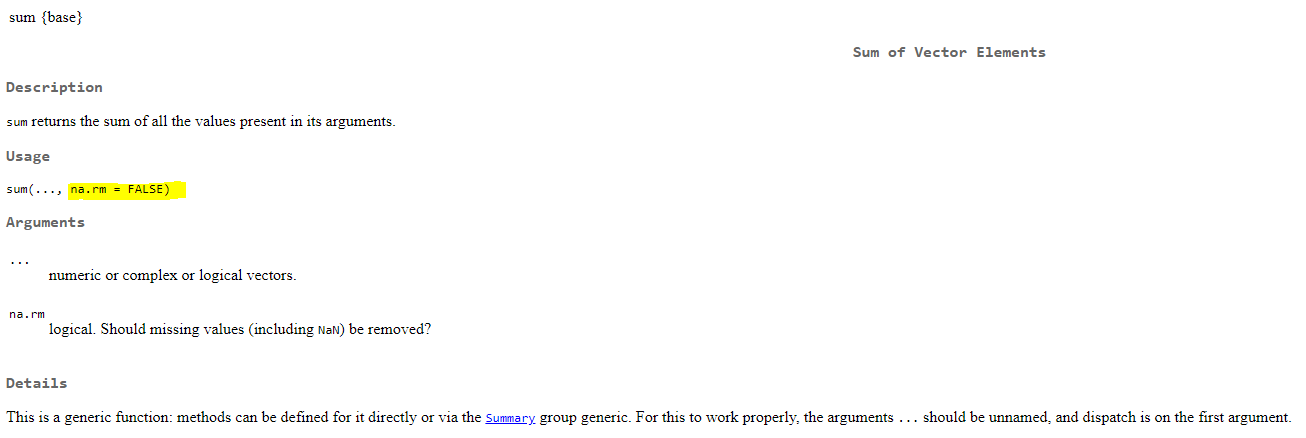 sum {base}
Sum of Vector Elements
Description
sum returns the sum of all the values present in its arguments.
Usage
sum(..., na.rm = FALSE)
Arguments
...
numeric or complex or logical vectors.
na.rm
logical. Should missing values (including NaN) be removed?
Details
This is a generic function: methods can be defined for it directly or via the Summary group generic. For this to work properly, the arguments ... should be unnamed, and dispatch is on the first argument.